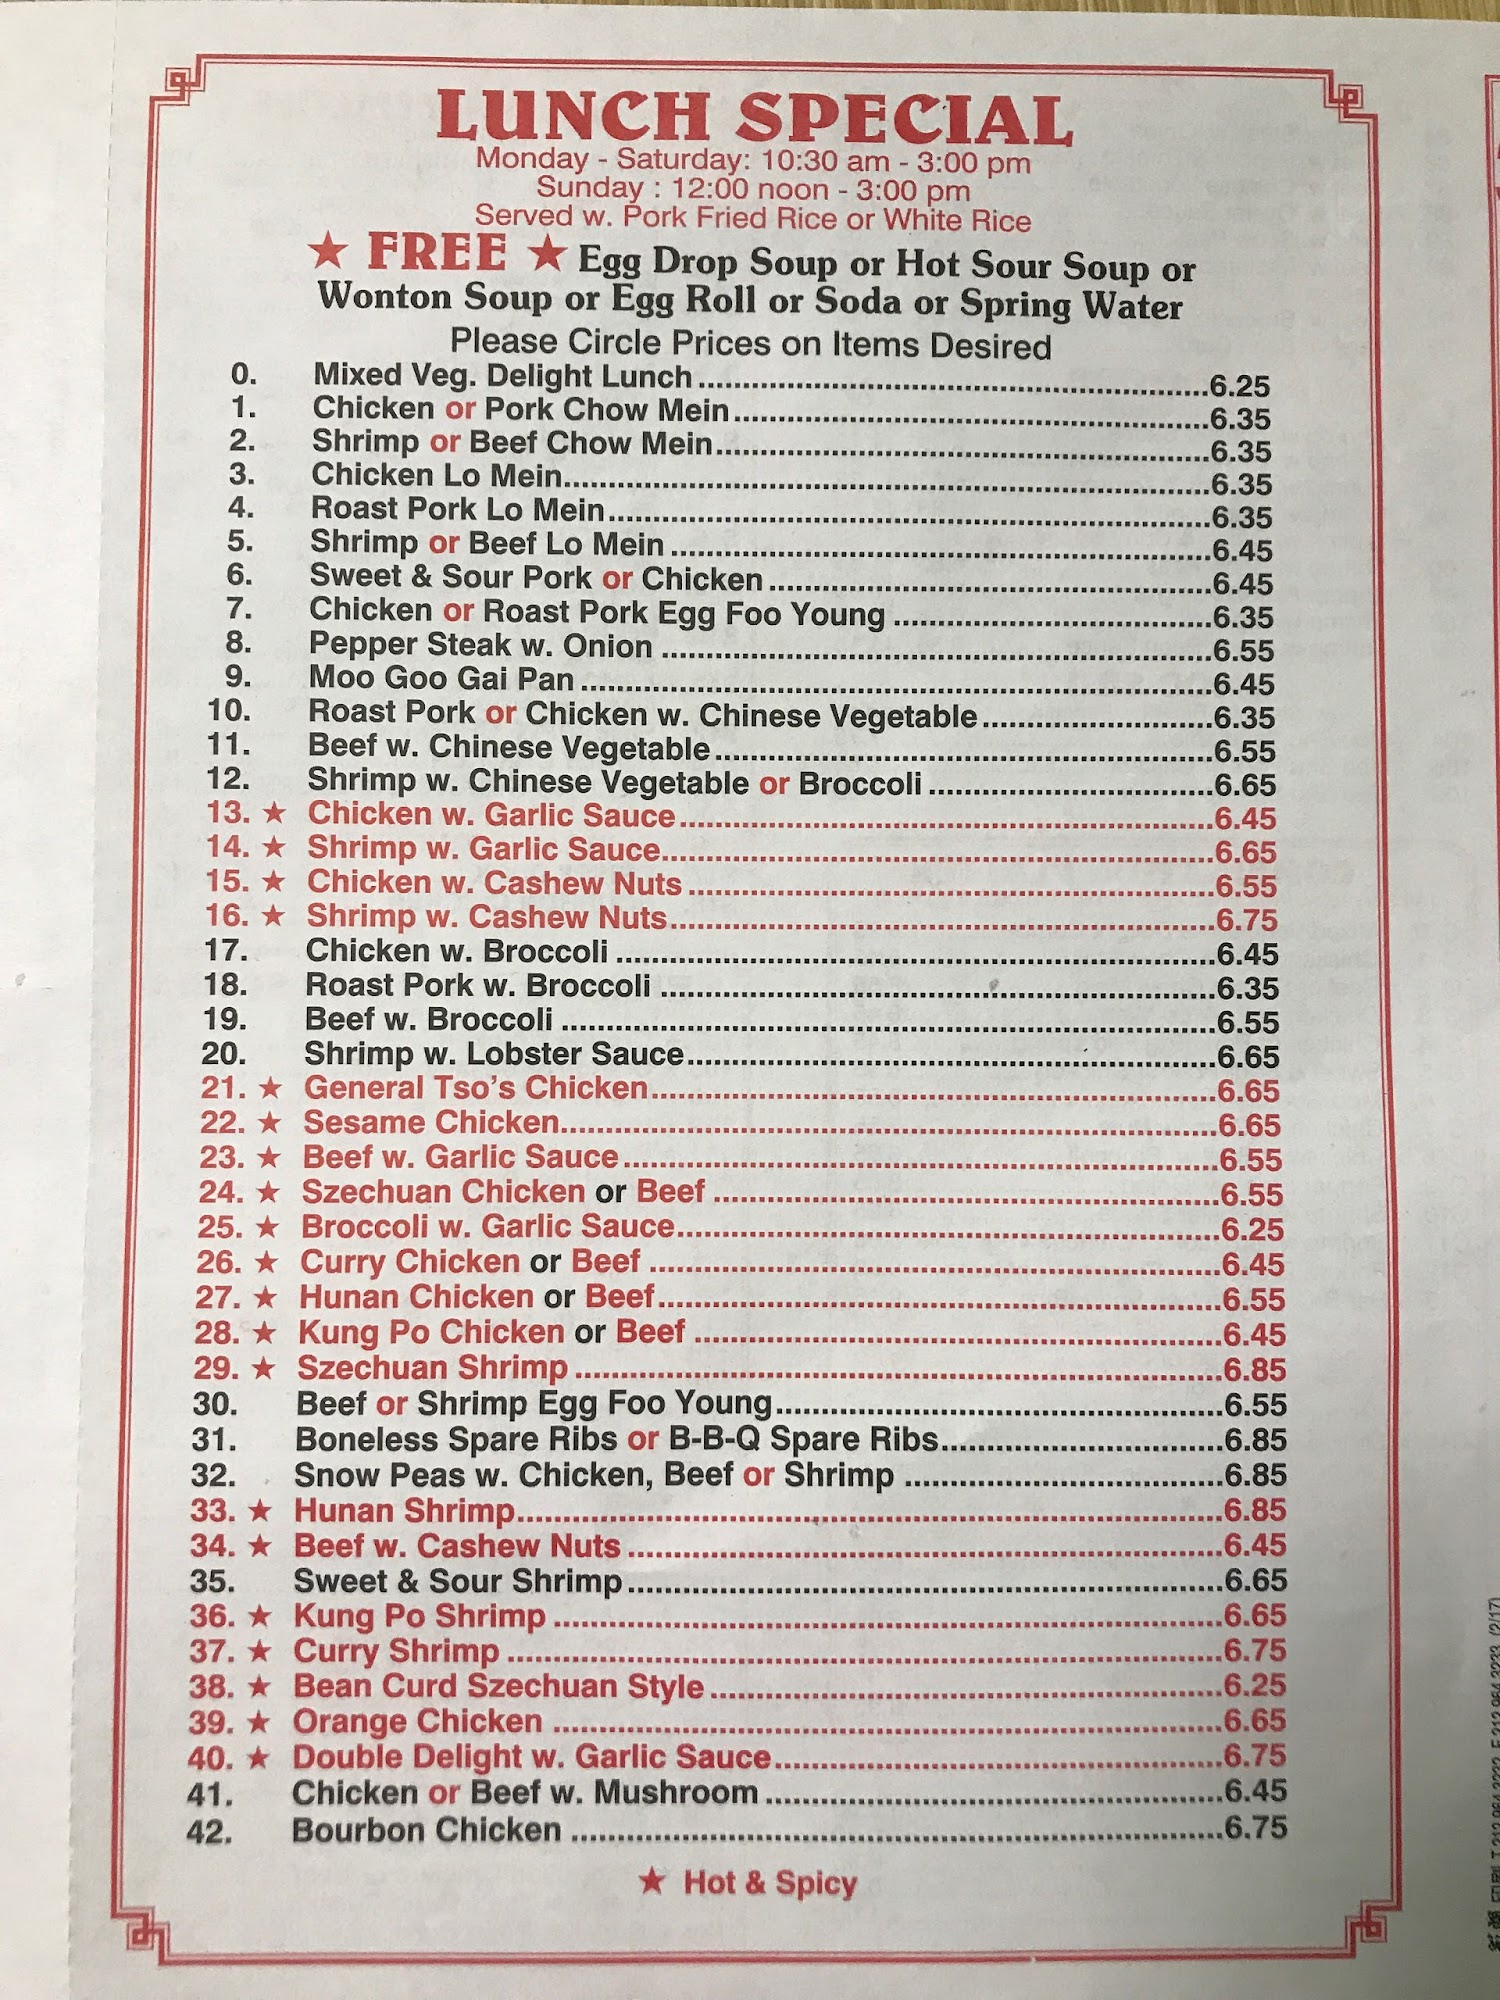 LUNCH SPECIAL
Monday - Saturday: 10:30 am - 3:00 pm
Sunday : 12:00 noon - 3:00 pm
Served w. Pork Fried Rice or White Rice
★ FREE ★ Egg Drop Soup or Hot Sour Soup or
Wonton Soup or Egg Roll or Soda or Spring Water
Please Circle Prices on Items Desired
0. Mixed Veg. Delight Lunch 6.25
1. Chicken or Pork Chow Mein 6.35
2. Shrimp or Beef Chow Mein 6.35
3. Chicken Lo Mein 6.35
4. Roast Pork Lo Mein 6.35
5. Shrimp or Beef Lo Mein 6.45
6. Sweet & Sour Pork or Chicken 6.45
7. Chicken or Roast Pork Egg Foo Young 6.35
8. Pepper Steak w. Onion 6.55
9. Moo Goo Gai Pan 6.45
10. Roast Pork or Chicken w. Chinese Vegetable 6.35
11. Beef w. Chinese Vegetable 6.55
12. Shrimp w. Chinese Vegetable or Broccoli 6.65
13. ★ Chicken w. Garlic Sauce 6.45
14. ★ Shrimp w. Garlic Sauce 6.65
15. ★ Chicken w. Cashew Nuts 6.55
16. ★ Shrimp w. Cashew Nuts 6.75
17. Chicken w. Broccoli 6.45
18. Roast Pork w. Broccoli 6.35
19. Beef w. Broccoli 6.55
20. Shrimp w. Lobster Sauce 6.65
21. ★ General Tso's Chicken 6.65
22. ★ Sesame Chicken 6.65
23. ★ Beef w. Garlic Sauce 6.55
24. ★ Szechuan Chicken or Beef 6.55
25. ★ Broccoli w. Garlic Sauce 6.25
26. ★ Curry Chicken or Beef 6.45
27. ★ Hunan Chicken or Beef 6.55
28. ★ Kung Po Chicken or Beef 6.45
29. ★ Szechuan Shrimp 6.85
30. Beef or Shrimp Egg Foo Young 6.55
31. Boneless Spare Ribs or B-B-Q Spare Ribs 6.85
32. Snow Peas w. Chicken, Beef or Shrimp 6.85
33. ★ Hunan Shrimp 6.85
34. ★ Beef w. Cashew Nuts 6.45
35. Sweet & Sour Shrimp 6.65
36. ★ Kung Po Shrimp 6.65
37. ★ Curry Shrimp 6.75
38. ★ Bean Curd Szechuan Style 6.25
39. ★ Orange Chicken 6.65
40. ★ Double Delight w. Garlic Sauce 6.75
41. Chicken or Beef w. Mushroom 6.45
42. Bourbon Chicken 6.75
★ Hot & Spicy
(2/17)